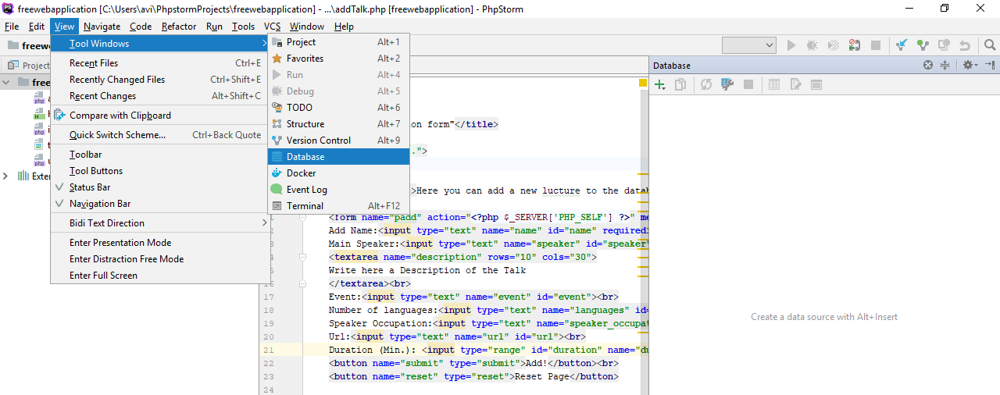 PS freewebapplication [C:\Users\avi\PhpstormProjects\freewebapplication] - ...\addTalk.php [freewebapplication] - PhpStorm
File Edit View Navigate Code Refactor Run Tools VCS Window Help
Tool Windows
Recent Files Ctrl+E
Recently Changed Files Ctrl+Shift+E
Recent Changes Alt+Shift+C
Compare with Clipboard
Quick Switch Scheme... Ctrl+Back Quote
Toolbar
Tool Buttons
Status Bar
Navigation Bar
Bidi Text Direction
Enter Presentation Mode
Enter Distraction Free Mode
Enter Full Screen
Project Alt+1
Favorites Alt+2
Run Alt+4
Debug Alt+5
TODO Alt+6
Structure Alt+7
Version Control Alt+9
Database
Docker
Event Log
Terminal Alt+F12
on form"</title>
.">
>Here you can add a new lucture to the datab
<form name="padd" action="<?php $_SERVER['PHP_SELF'] ?>" me
Add Name:<input type="text" name="name" id="name" required>
Main Speaker:<input type="text" name="speaker" id="speaker"
<textarea name="description" rows="10" cols="30">
Write here a Description of the Talk
</textarea><br>
17 Event:<input type="text" name="event" id="event"><br>
18 Number of languages:<input type="text" name="languages" id=
19 Speaker Occupation:<input type="text" name="speaker_occupat
20 Url:<input type="text" name="url" id="url"><br>
21 Duration (Min.): <input type="range" id="duration" name="du
22 <button name="submit" type="submit">Add!</button><br>
23 <button name="reset" type="reset">Reset Page</button>
24
Database
Create a data source with Alt+Insert